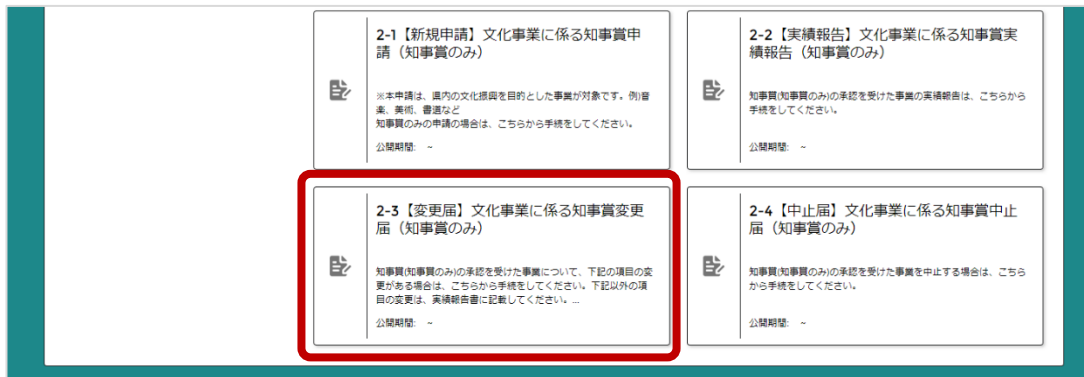 2-1【新規申請】文化事業に係る知事賞申
請（知事賞のみ）
※本申請は、県内の文化振興を目的とした事業が対象です。例)音
楽、美術、書道など
知事賞のみの申請の場合は、こちらから手続をしてください。
公開期間: ~
2-2【実績報告】文化事業に係る知事賞実
績報告（知事賞のみ）
知事賞(知事賞のみ)の承認を受けた事業の実績報告は、こちらから
手続をしてください。
公開期間: ~
2-3【変更届】文化事業に係る知事賞変更
届（知事賞のみ）
知事賞(知事賞のみ)の承認を受けた事業について、下記の項目の変
更がある場合は、こちらから手続をしてください。下記以外の項
目の変更は、実績報告書に記載してください。...
公開期間: ~
2-4【中止届】文化事業に係る知事賞中止
届（知事賞のみ）
知事賞(知事賞のみ)の承認を受けた事業を中止する場合は、こちら
から手続をしてください。
公開期間: ~